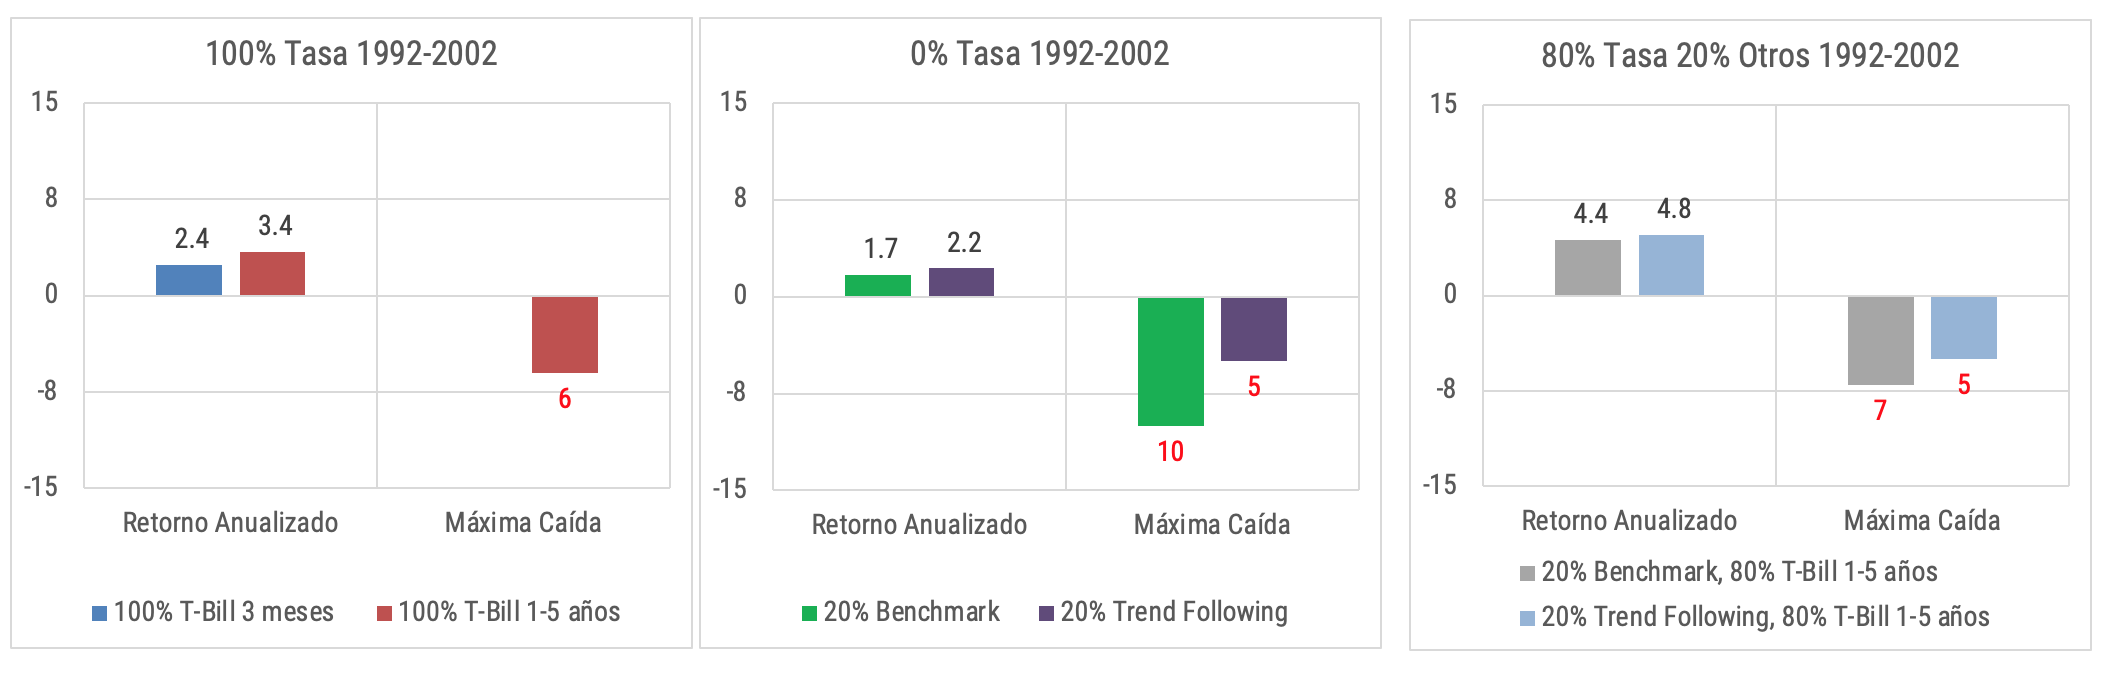 100% Tasa 1992-2002
15
8
0
-8
-15
2.4
3.4
6
Retorno Anualizado
Máxima Caída
100% T-Bill 3 meses
100% T-Bill 1-5 años
0% Tasa 1992-2002
15
8
0
-8
-15
1.7
2.2
10
5
Retorno Anualizado
Máxima Caída
20% Benchmark
20% Trend Following
80% Tasa 20% Otros 1992-2002
15
8
0
-8
-15
4.4
4.8
7
5
Retorno Anualizado
Máxima Caída
20% Benchmark, 80% T-Bill 1-5 años
20% Trend Following, 80% T-Bill 1-5 años